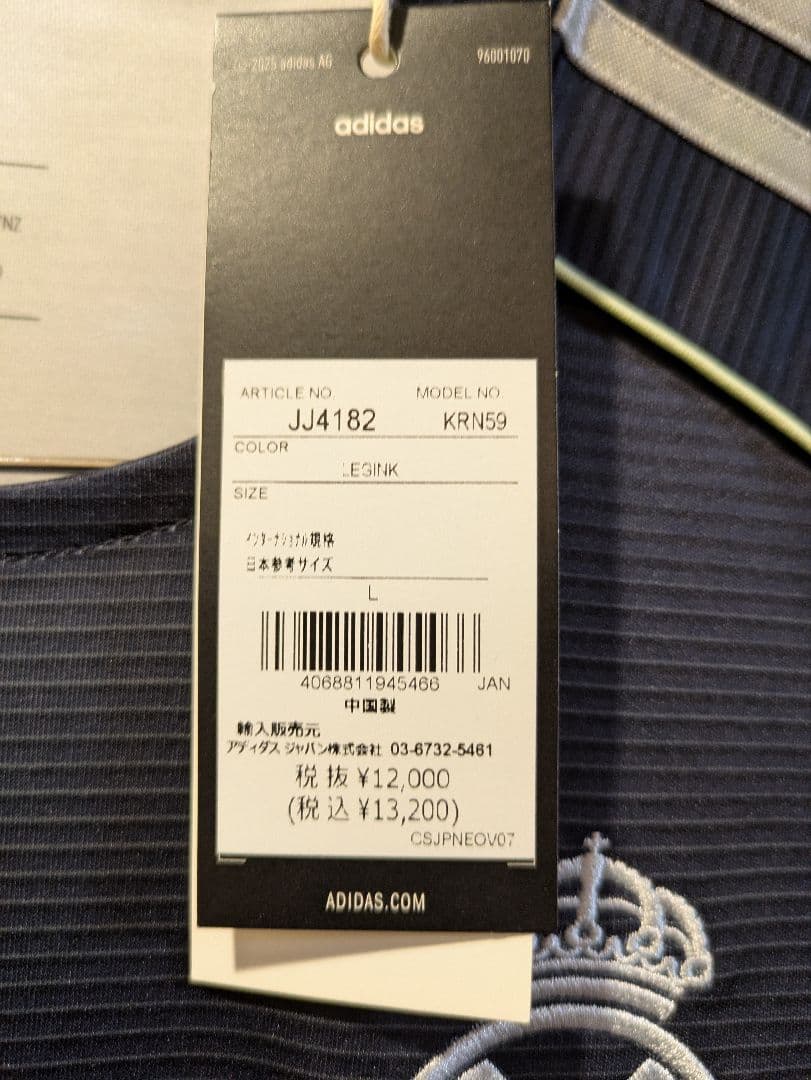 © 2025 adidas AG
96001070
adidas
ARTICLE NO.
MODEL NO.
JJ4182
KRN59
COLOR
LEGINK
SIZE
インターナショナル規格
日本参考サイズ
L
4068811945466 JAN
中国製
輸入販売元
アディダス ジャパン株式会社 03-6732-5461
税抜 ¥12,000
(税込 ¥13,200)
CSJPNEOV07
ADIDAS.COM